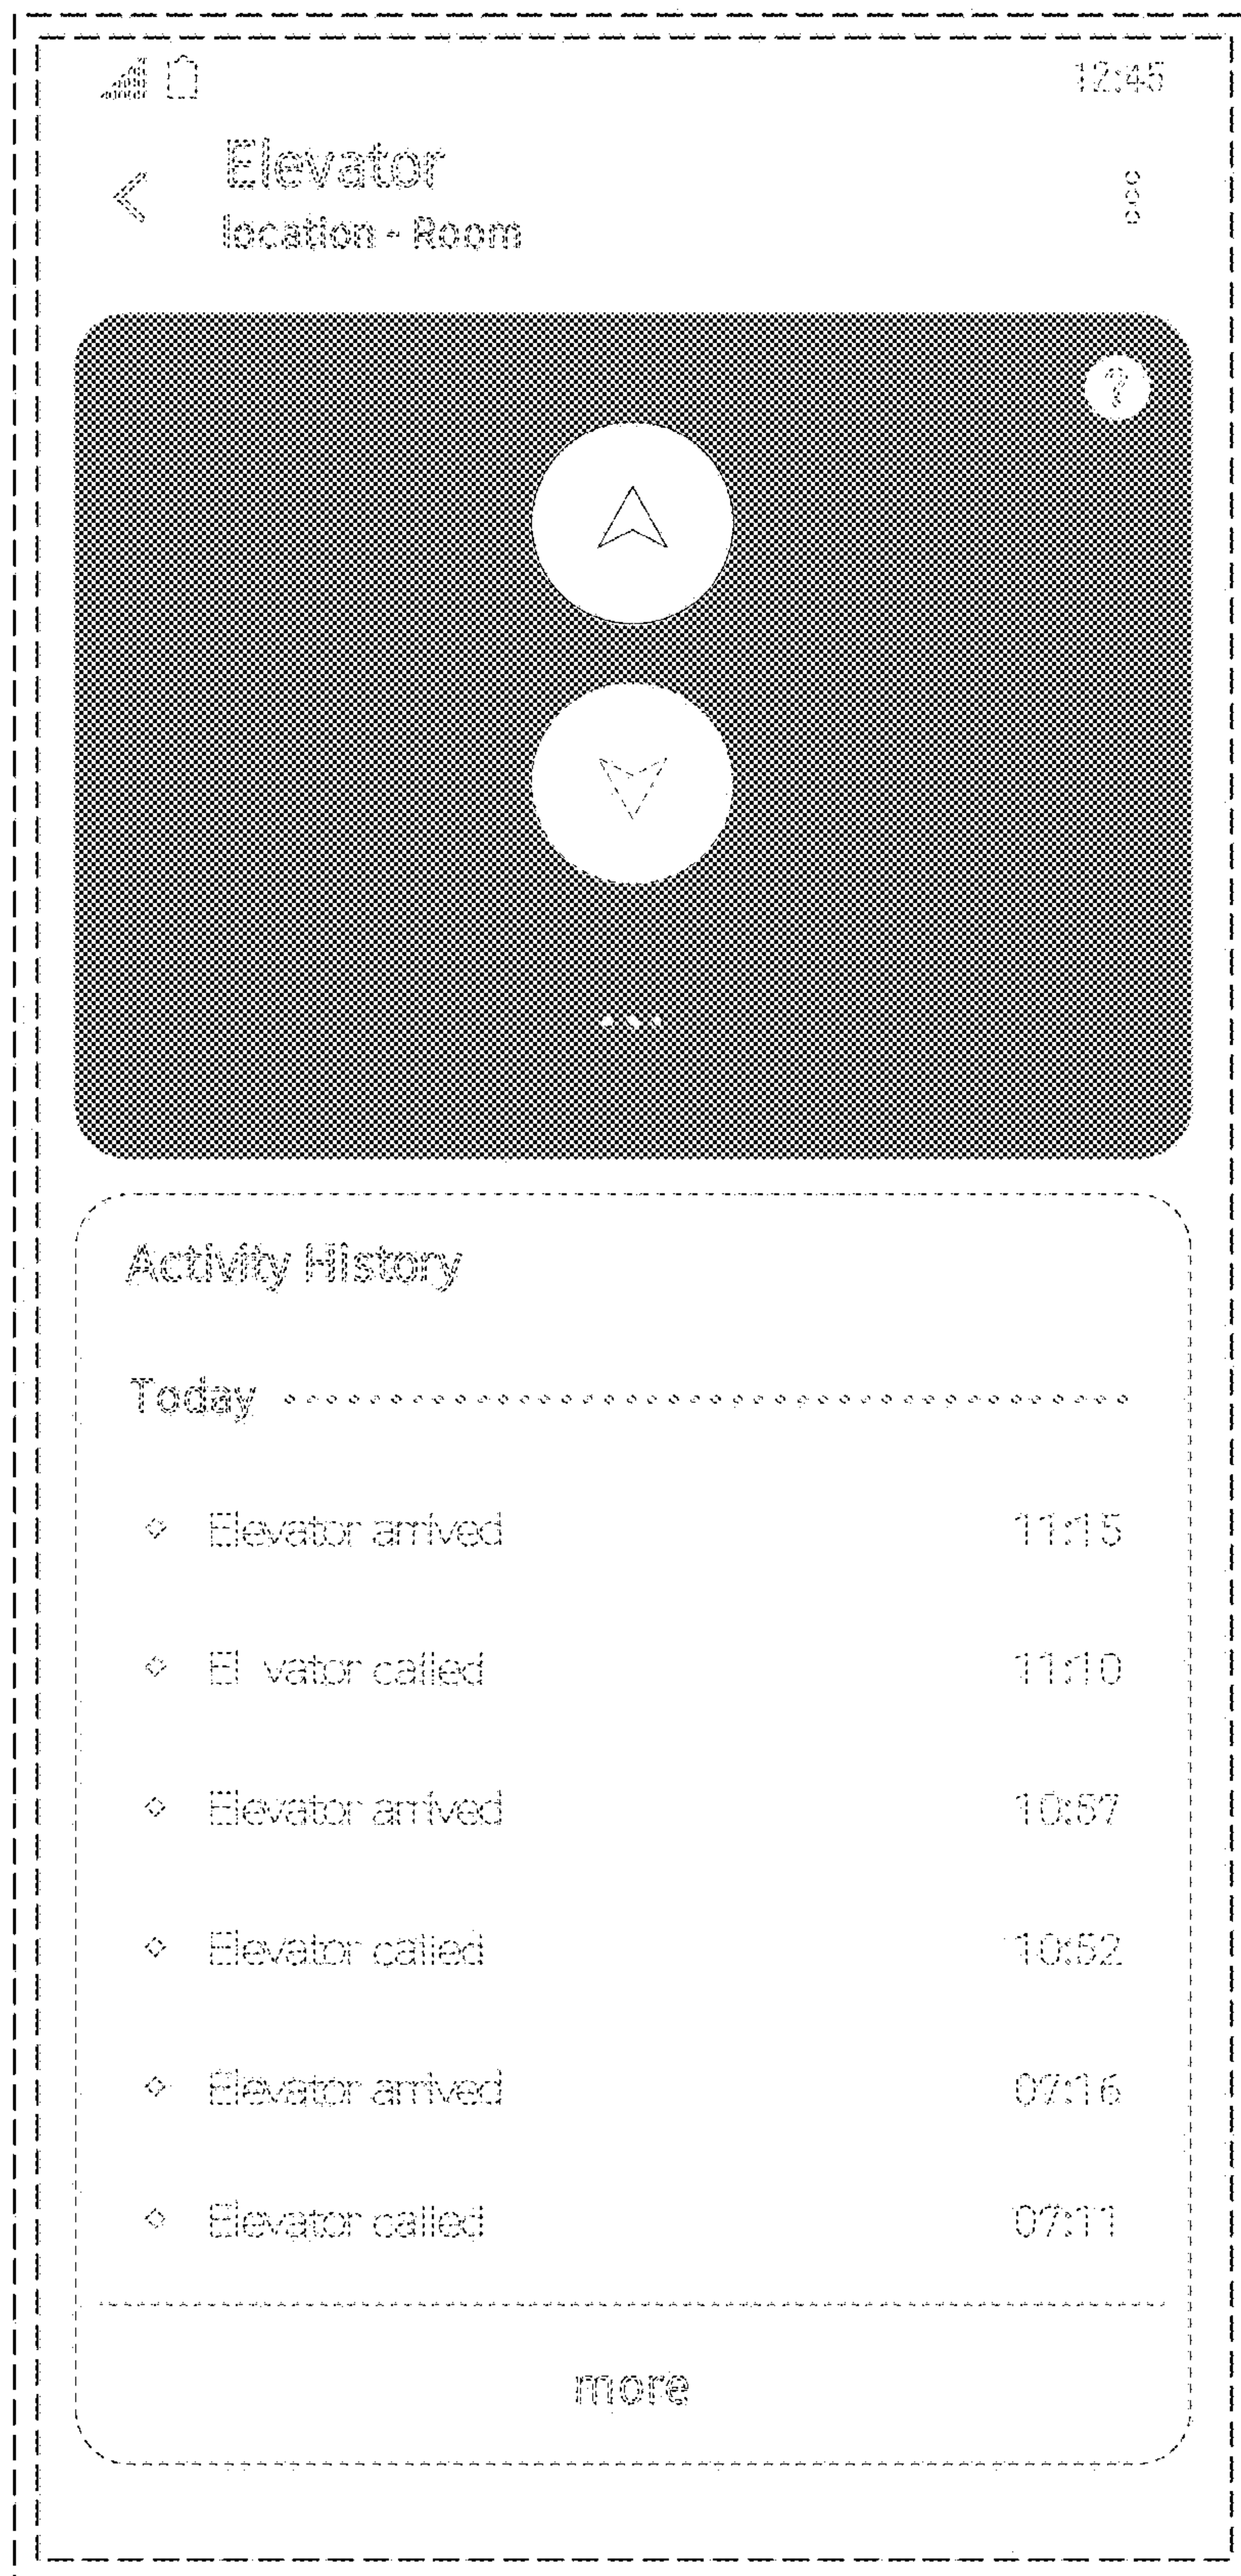 12:45
Elevator
location - Room
?
Activity History
Today
Elevator arrived 11:15
El vator called 11:10
Elevator arrived 10:57
Elevator called 10:52
Elevator arrived 07:16
Elevator called 07:11
more